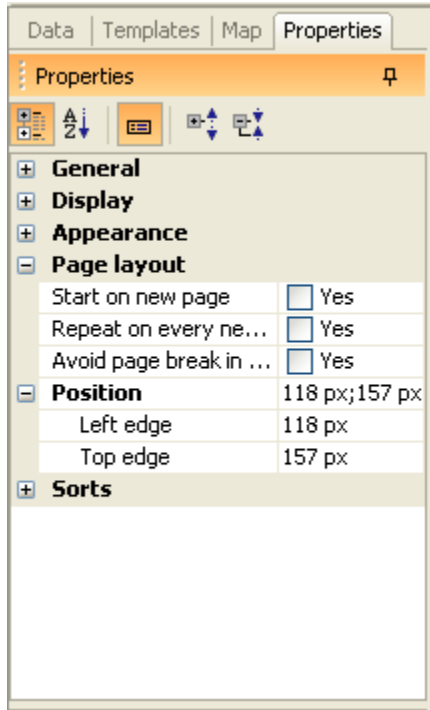 Data Templates Map Properties
Properties
A
Z
General
Display
Appearance
Page layout
Start on new page Yes
Repeat on every ne... Yes
Avoid page break in ... Yes
Position 118 px;157 px
Left edge 118 px
Top edge 157 px
Sorts